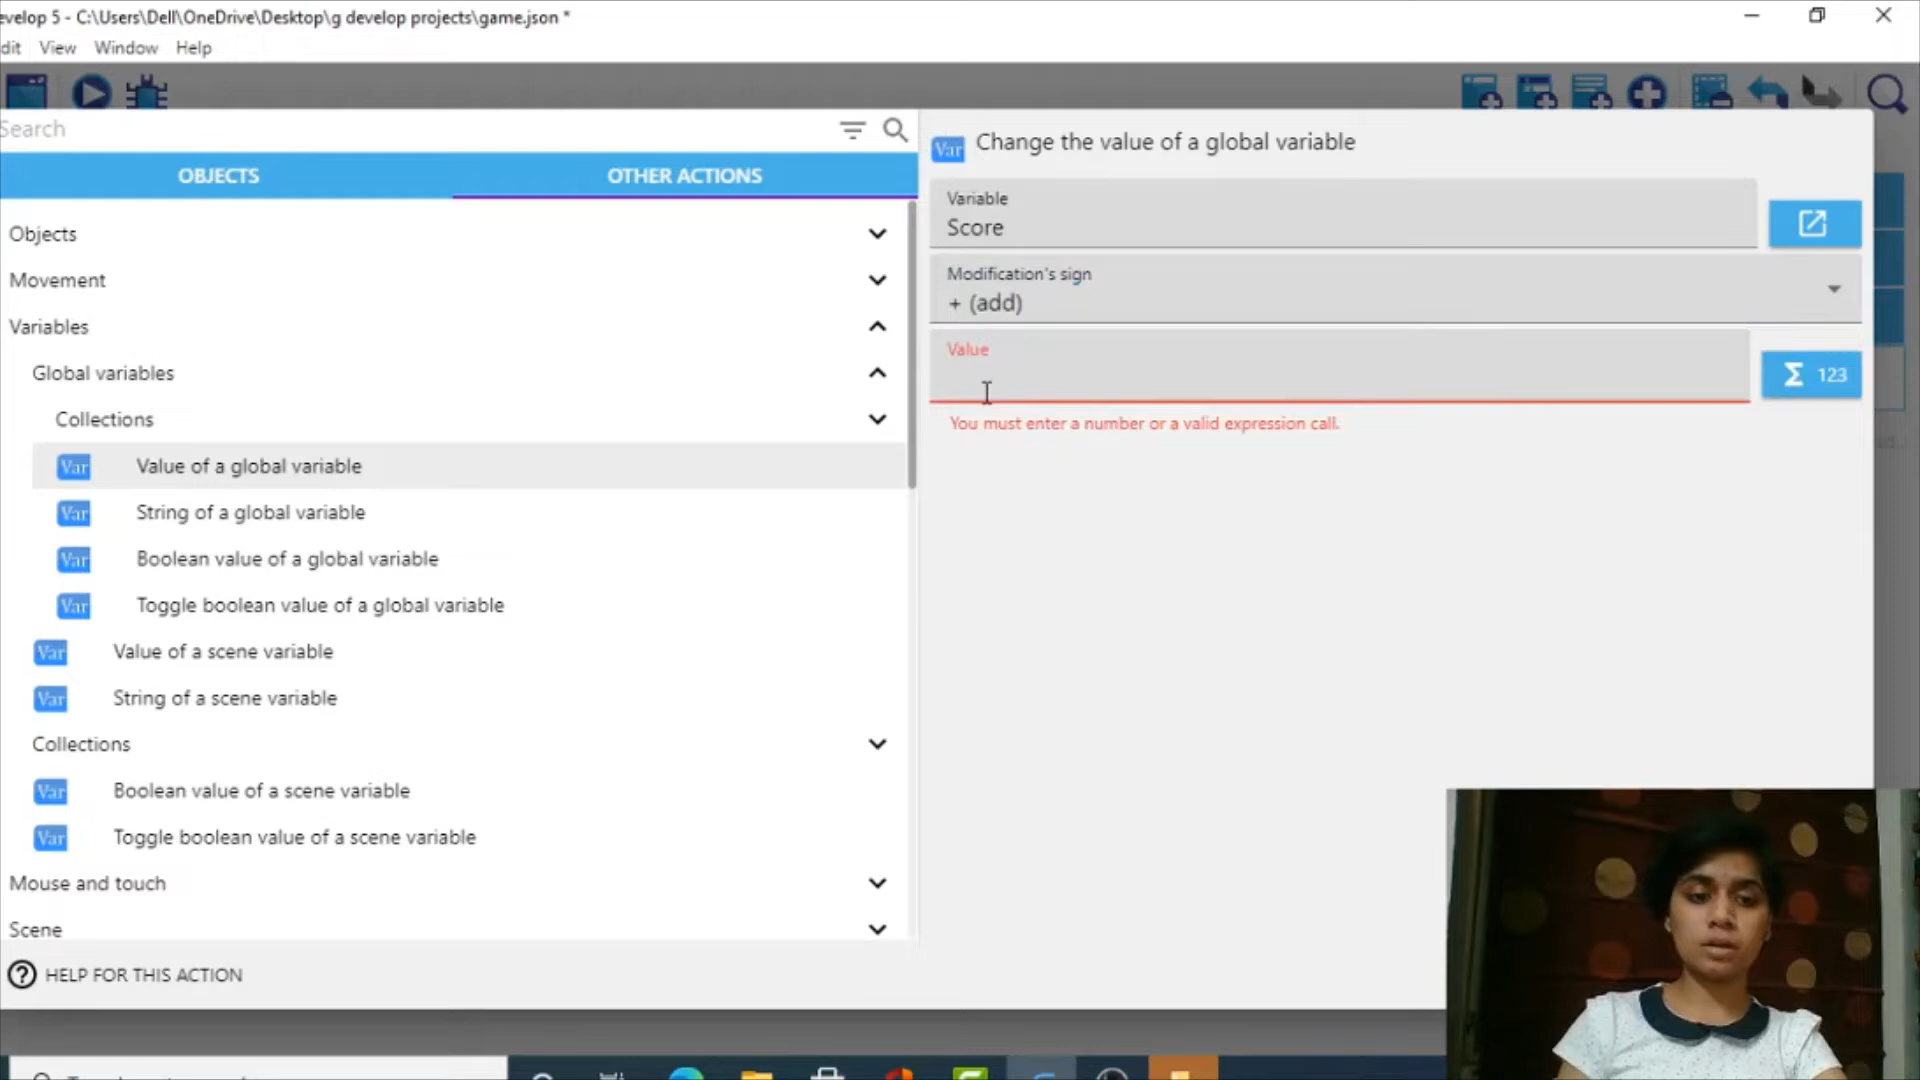 evelop 5 - C:\Users\Dell\OneDrive\Desktop\g develop projects\game.json *
dit View Window Help
Search
OBJECTS OTHER ACTIONS
Objects
Movement
Variables
Global variables
Collections
Var Value of a global variable
Var String of a global variable
Var Boolean value of a global variable
Var Toggle boolean value of a global variable
Var Value of a scene variable
Var String of a scene variable
Collections
Var Boolean value of a scene variable
Var Toggle boolean value of a scene variable
Mouse and touch
Scene
? HELP FOR THIS ACTION
Var Change the value of a global variable
Variable
Score
Modification's sign
+ (add)
Value
Σ 123
You must enter a number or a valid expression call.